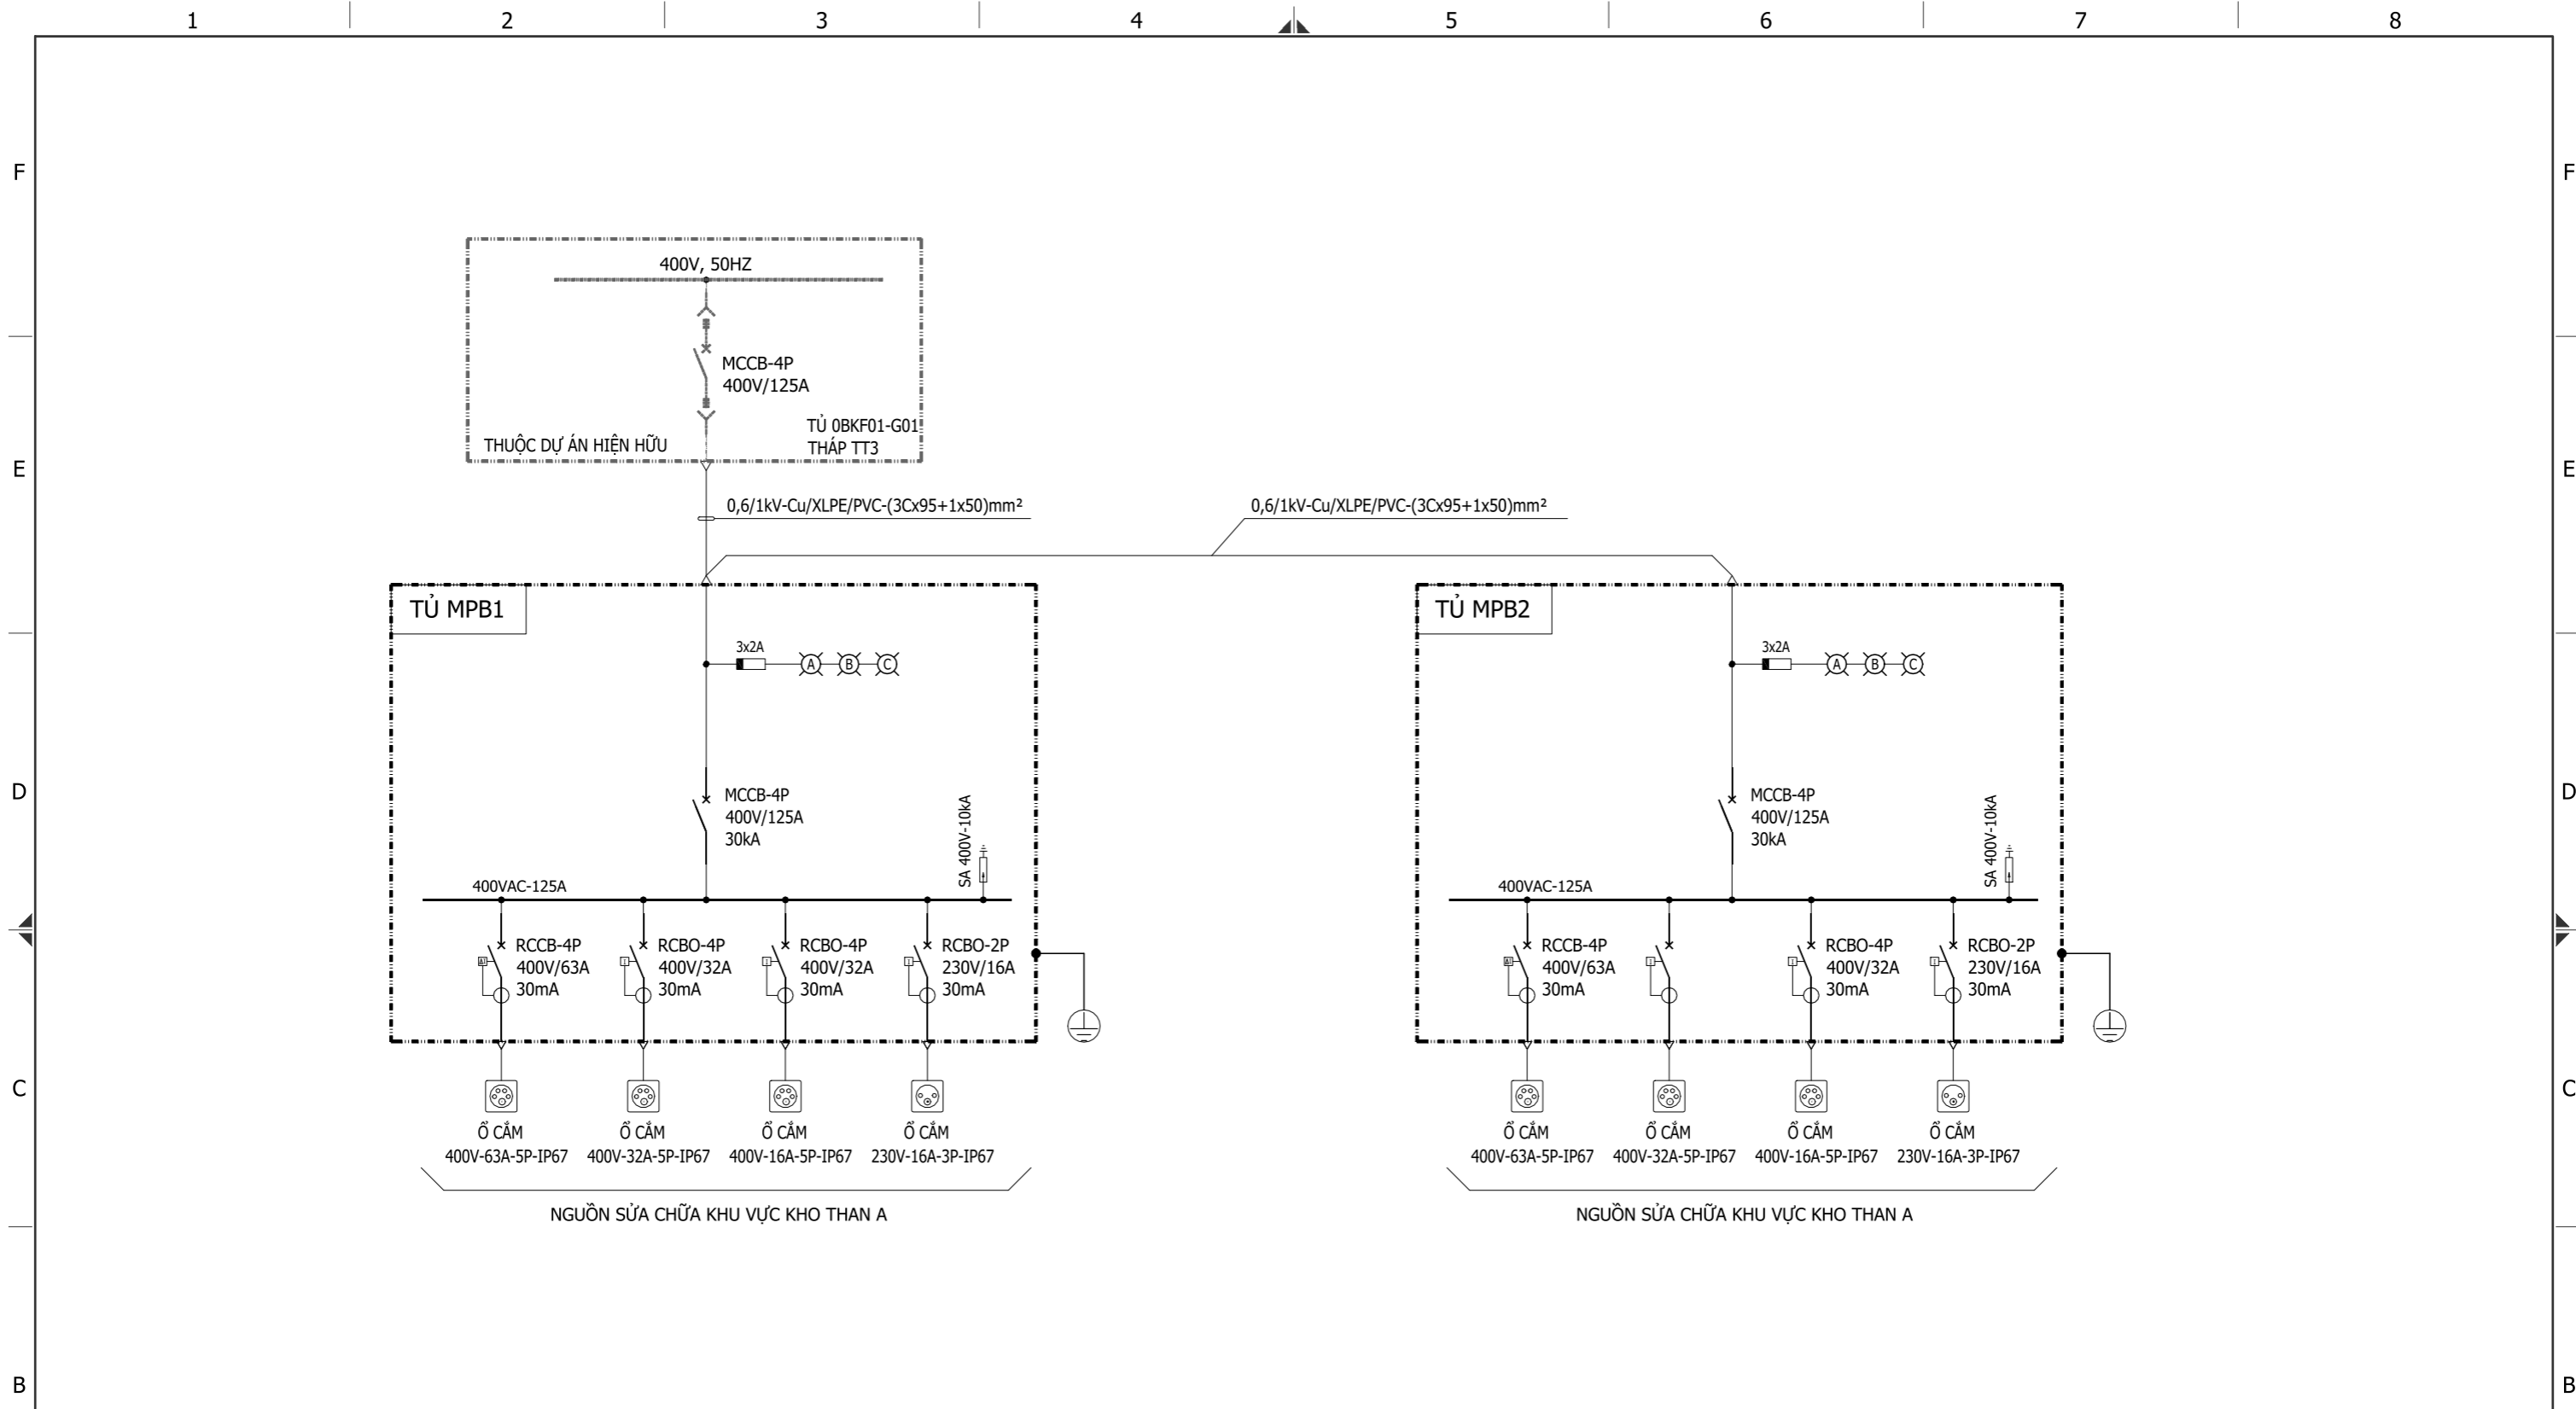 1 2 3 4 5 6 7 8
F F
400V, 50HZ
MCCB-4P
400V/125A
TỦ 0BKF01-G01
THÁP TT3
THUỘC DỰ ÁN HIỆN HỮU
E E
0,6/1kV-Cu/XLPE/PVC-(3Cx95+1x50)mm²
0,6/1kV-Cu/XLPE/PVC-(3Cx95+1x50)mm²
TỦ MPB1
3x2A
A B C
MCCB-4P
400V/125A
30kA
SA 400V-10kA
400VAC-125A
RCCB-4P
400V/63A
30mA
RCBO-4P
400V/32A
30mA
RCBO-4P
400V/32A
30mA
RCBO-2P
230V/16A
30mA
Ổ CẮM
400V-63A-5P-IP67
Ổ CẮM
400V-32A-5P-IP67
Ổ CẮM
400V-16A-5P-IP67
Ổ CẮM
230V-16A-3P-IP67
NGUỒN SỬA CHỮA KHU VỰC KHO THAN A
TỦ MPB2
3x2A
A B C
MCCB-4P
400V/125A
30kA
SA 400V-10kA
400VAC-125A
RCCB-4P
400V/63A
30mA
RCBO-4P
400V/32A
30mA
RCBO-2P
230V/16A
30mA
Ổ CẮM
400V-63A-5P-IP67
Ổ CẮM
400V-32A-5P-IP67
Ổ CẮM
400V-16A-5P-IP67
Ổ CẮM
230V-16A-3P-IP67
NGUỒN SỬA CHỮA KHU VỰC KHO THAN A
D D
C C
B B